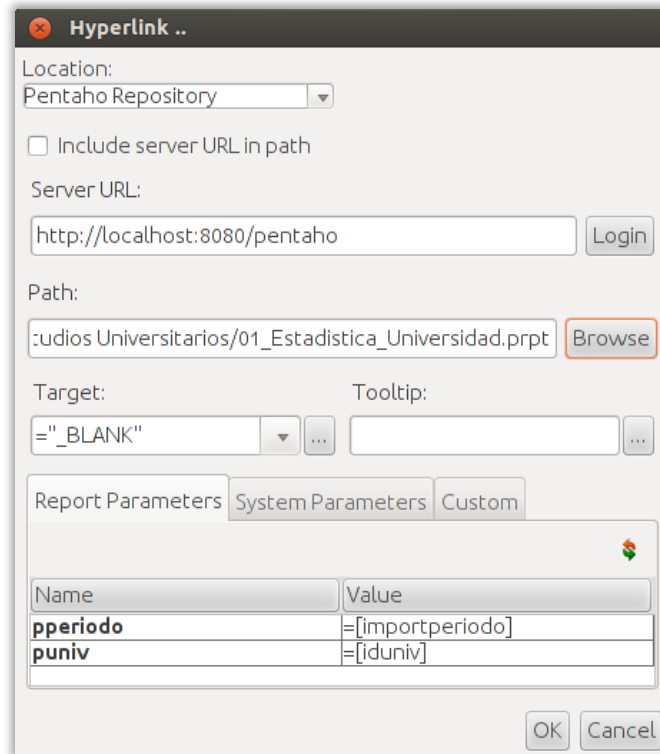 Hyperlink ..
Location:
Pentaho Repository
Include server URL in path
Server URL:
http://localhost:8080/pentaho
Login
Path:
tudios Universitarios/01_Estadistica_Universidad.prpt
Browse
Target:
Tooltip:
="_BLANK"
...
...
Report Parameters
System Parameters
Custom
Name
Value
pperiodo
=[importperiodo]
puniv
=[iduniv]
OK
Cancel